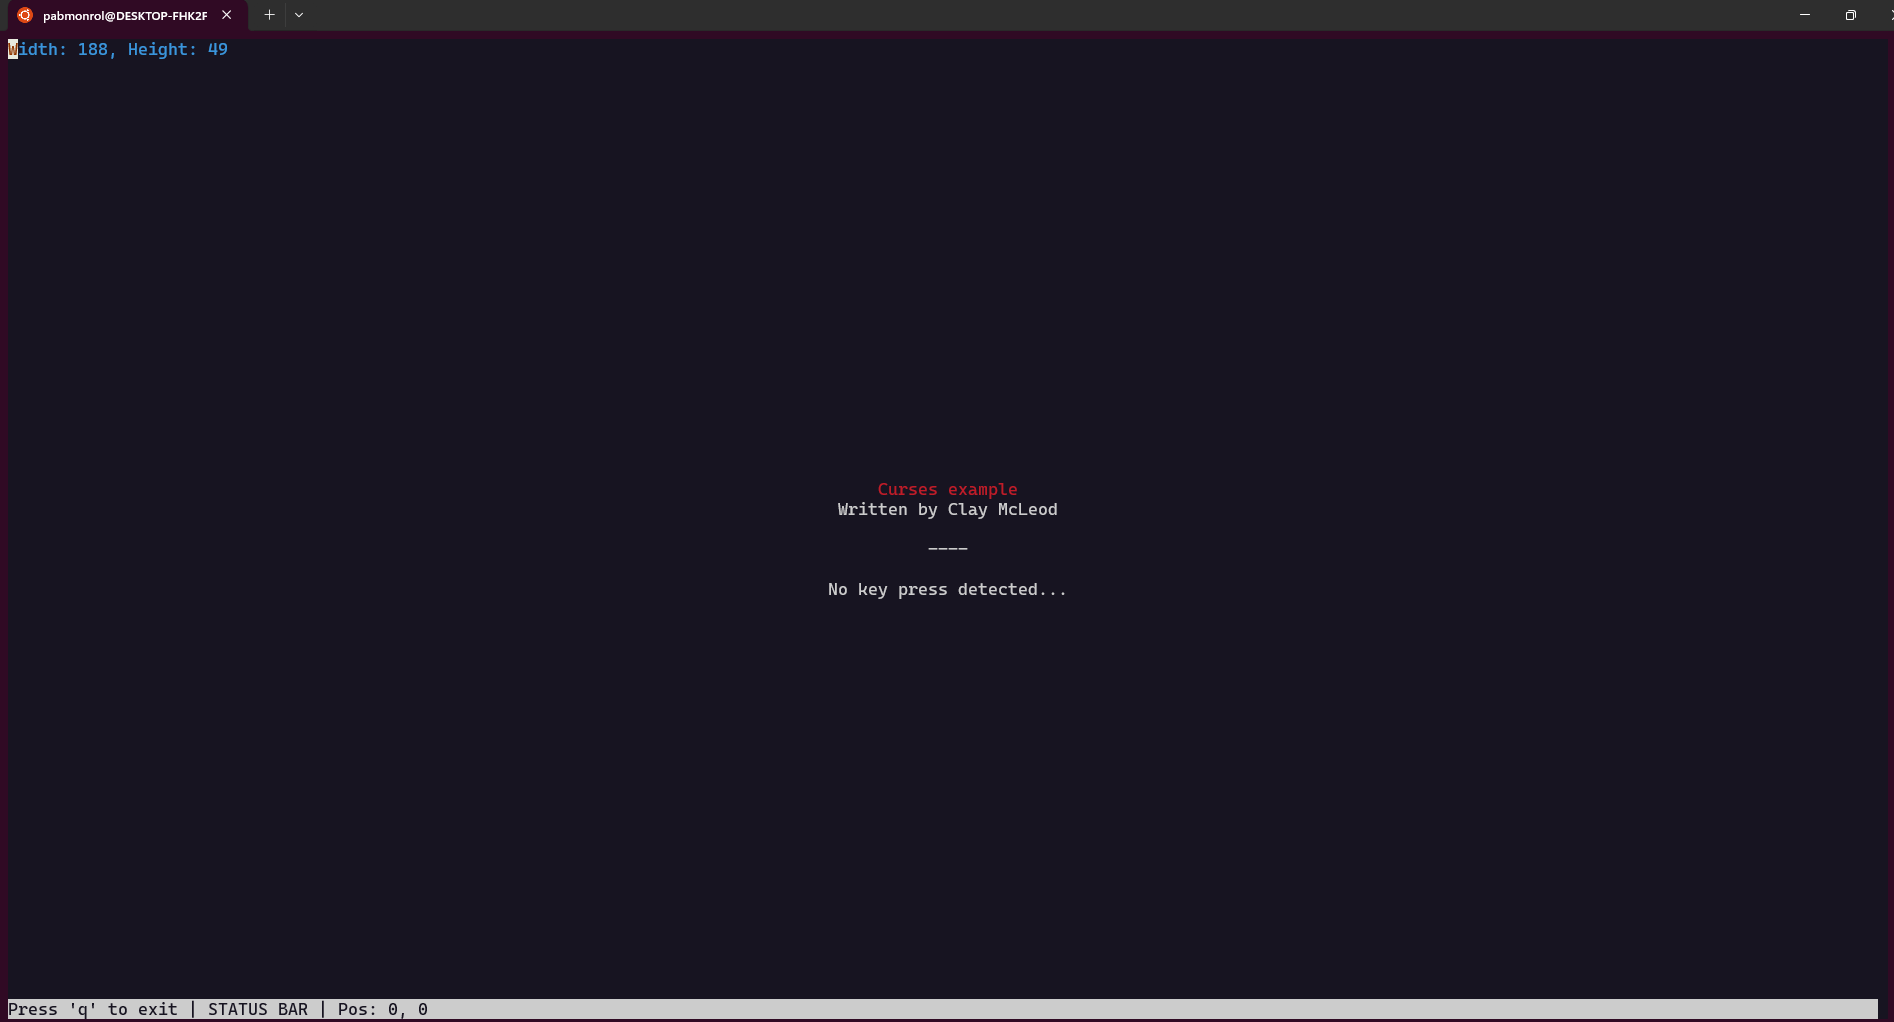 pabmonrol@DESKTOP-FHK2F
Width: 188, Height: 49
Curses example
Written by Clay McLeod
----
No key press detected...
Press 'q' to exit | STATUS BAR | Pos: 0, 0